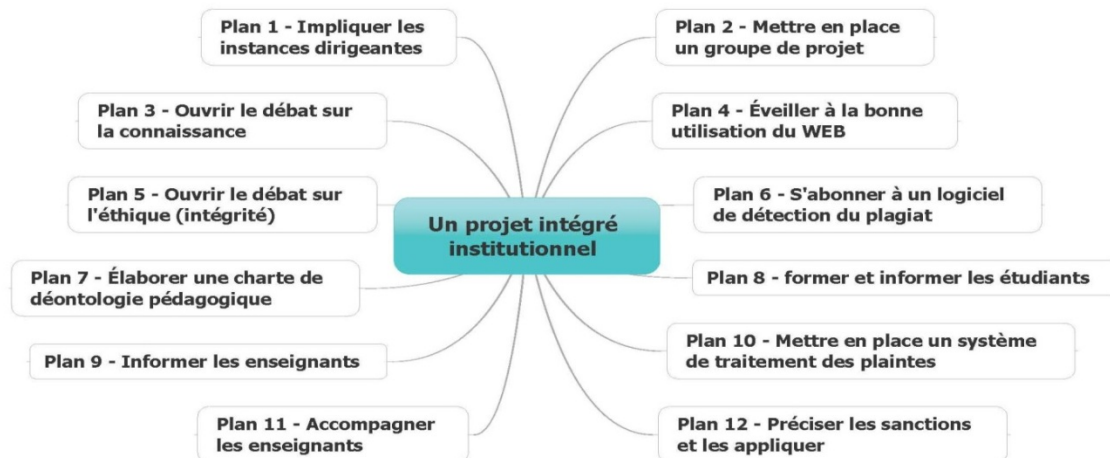 Plan 1 - Impliquer les
instances dirigeantes
Plan 2 - Mettre en place
un groupe de projet
Plan 3 - Ouvrir le débat sur
la connaissance
Plan 4 - Éveiller à la bonne
utilisation du WEB
Plan 5 - Ouvrir le débat sur
l'éthique (intégrité)
Plan 6 - S'abonner à un logiciel
de détection du plagiat
Un projet intégré
institutionnel
Plan 7 - Élaborer une charte de
déontologie pédagogique
Plan 8 - former et informer les étudiants
Plan 9 - Informer les enseignants
Plan 10 - Mettre en place un système
de traitement des plaintes
Plan 11 - Accompagner
les enseignants
Plan 12 - Préciser les sanctions
et les appliquer